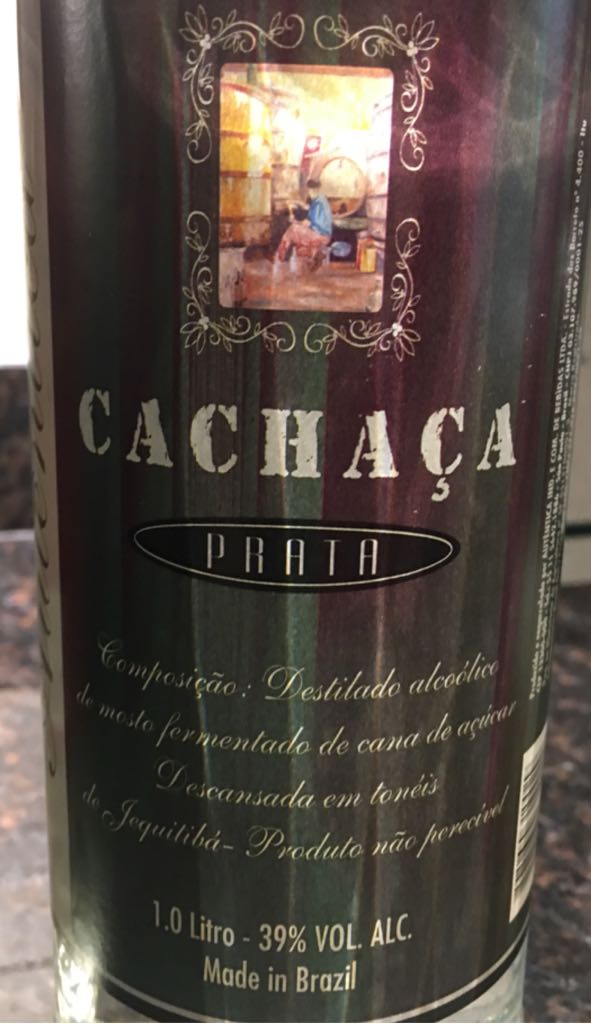 CACHAÇA
PRATA
Composição: Destilado alcoólico
de mosto fermentado de cana de açúcar
Descansada em tonéis
de Jequitibá - Produto não perecível
1.0 Litro - 39% VOL. ALC.
Made in Brazil